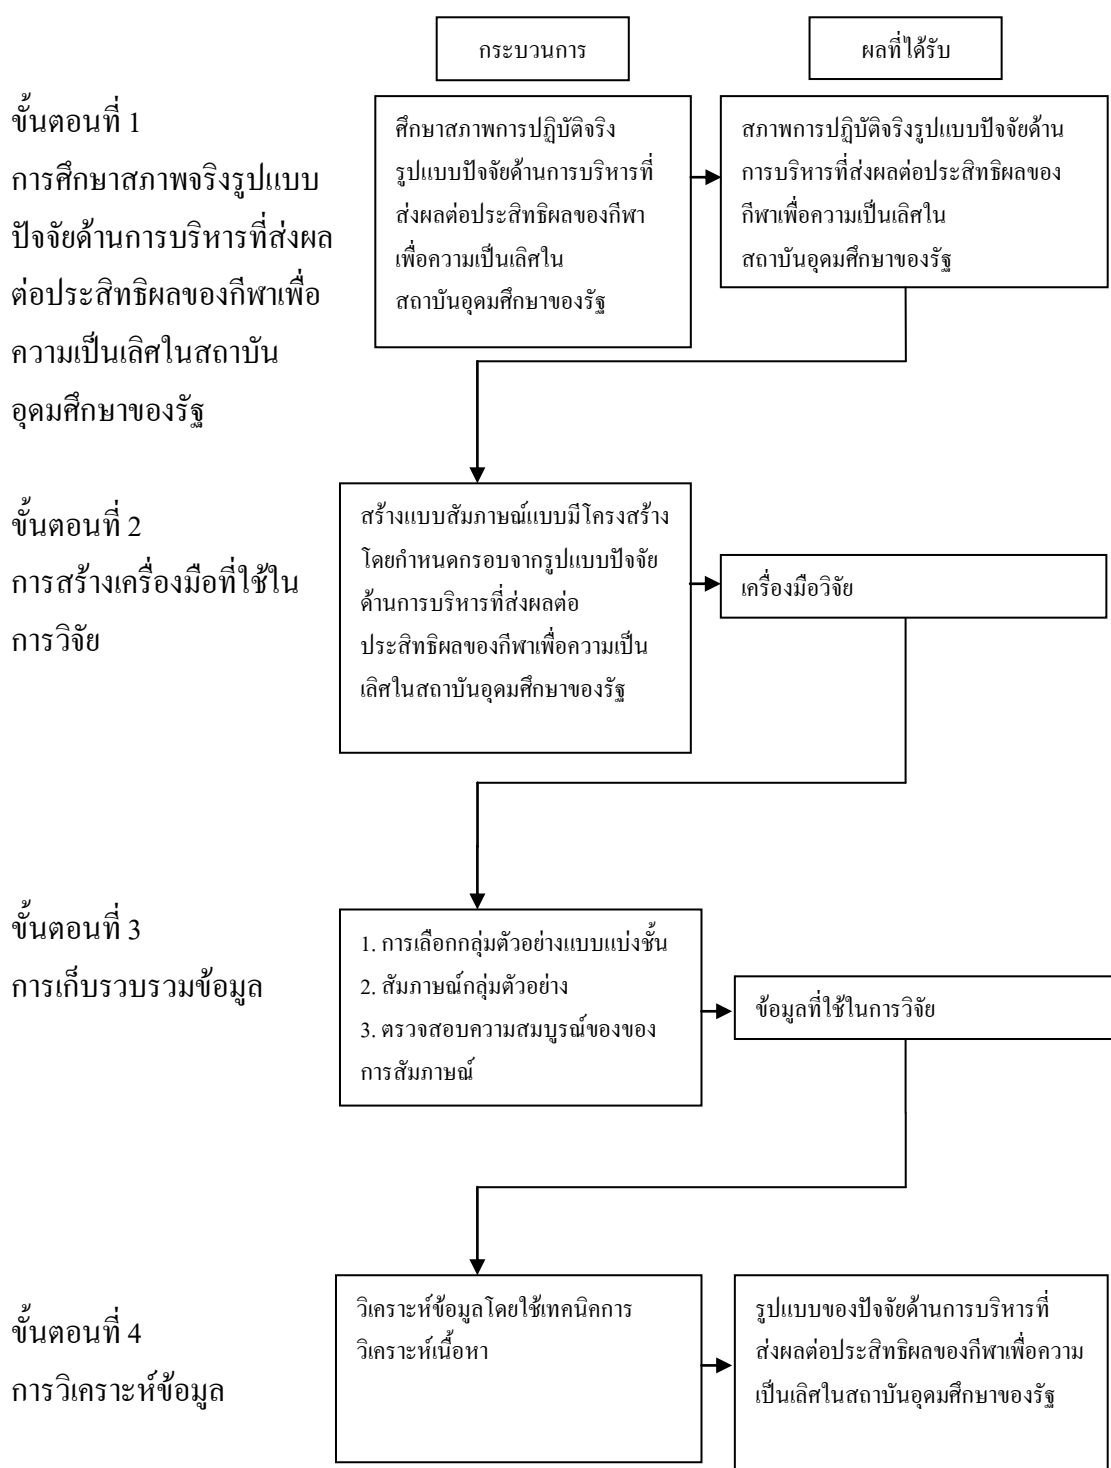 กระบวนการ
ผลที่ได้รับ
ขั้นตอนที่ 1
การศึกษาสภาพจริงรูปแบบ
ปัจจัยด้านการบริหารที่ส่งผล
ต่อประสิทธิผลของกีฬาเพื่อ
ความเป็นเลิศในสถาบัน
อุดมศึกษาของรัฐ
ศึกษาสภาพการปฏิบัติจริง
รูปแบบปัจจัยด้านการบริหารที่
ส่งผลต่อประสิทธิผลของกีฬา
เพื่อความเป็นเลิศใน
สถาบันอุดมศึกษาของรัฐ
สภาพการปฏิบัติจริงรูปแบบปัจจัยด้าน
การบริหารที่ส่งผลต่อประสิทธิผลของ
กีฬาเพื่อความเป็นเลิศใน
สถาบันอุดมศึกษาของรัฐ
ขั้นตอนที่ 2
การสร้างเครื่องมือที่ใช้ใน
การวิจัย
สร้างแบบสัมภาษณ์แบบมีโครงสร้าง
โดยกำหนดกรอบจากรูปแบบปัจจัย
ด้านการบริหารที่ส่งผลต่อ
ประสิทธิผลของกีฬาเพื่อความเป็น
เลิศในสถาบันอุดมศึกษาของรัฐ
เครื่องมือวิจัย
ขั้นตอนที่ 3
การเก็บรวบรวมข้อมูล
1. การเลือกกลุ่มตัวอย่างแบบแบ่งชั้น
2. สัมภาษณ์กลุ่มตัวอย่าง
3. ตรวจสอบความสมบูรณ์ของของ
การสัมภาษณ์
ข้อมูลที่ใช้ในการวิจัย
ขั้นตอนที่ 4
การวิเคราะห์ข้อมูล
วิเคราะห์ข้อมูลโดยใช้เทคนิคการ
วิเคราะห์เนื้อหา
รูปแบบของปัจจัยด้านการบริหารที่
ส่งผลต่อประสิทธิผลของกีฬาเพื่อความ
เป็นเลิศในสถาบันอุดมศึกษาของรัฐ